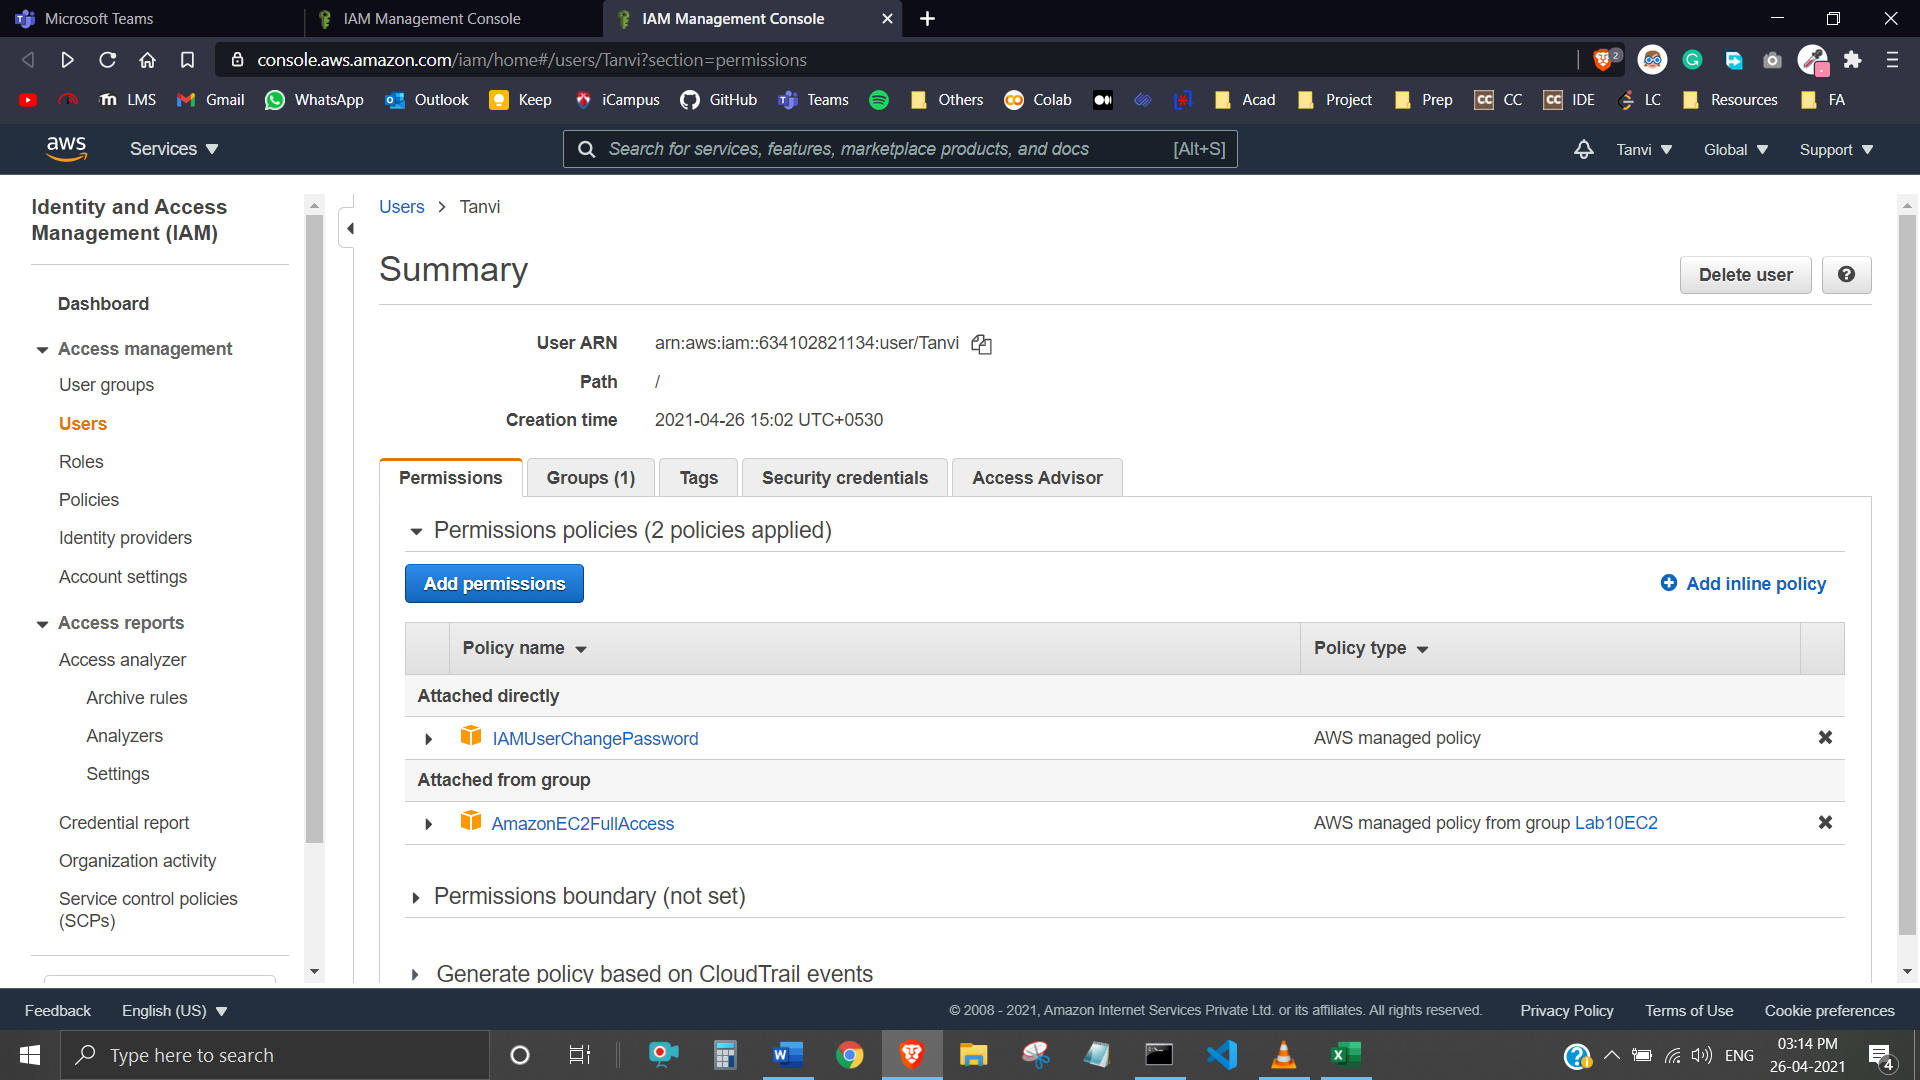 Microsoft Teams
IAM Management Console
IAM Management Console
console.aws.amazon.com/iam/home#/users/Tanvi?section=permissions
2
LMS
Gmail
WhatsApp
Outlook
Keep
iCampus
GitHub
Teams
Others
Colab
Acad
Project
Prep
CC CC
CC IDE
LC
Resources
FA
aws
Services
Search for services, features, marketplace products, and docs
[Alt+S]
Tanvi
Global
Support
Identity and Access
Management (IAM)
Dashboard
Access management
User groups
Users
Roles
Policies
Identity providers
Account settings
Access reports
Access analyzer
Archive rules
Analyzers
Settings
Credential report
Organization activity
Service control policies
(SCPs)
Users > Tanvi
Summary
Delete user
User ARN arn:aws:iam::634102821134:user/Tanvi
Path /
Creation time 2021-04-26 15:02 UTC+0530
Permissions
Groups (1)
Tags
Security credentials
Access Advisor
Permissions policies (2 policies applied)
Add permissions
Add inline policy
Policy name
Policy type
Attached directly
IAMUserChangePassword
AWS managed policy
Attached from group
AmazonEC2FullAccess
AWS managed policy from group Lab10EC2
Permissions boundary (not set)
Generate policy based on CloudTrail events
Feedback
English (US)
© 2008 - 2021, Amazon Internet Services Private Ltd. or its affiliates. All rights reserved.
Privacy Policy
Terms of Use
Cookie preferences
Type here to search
ENG
03:14 PM
26-04-2021
4